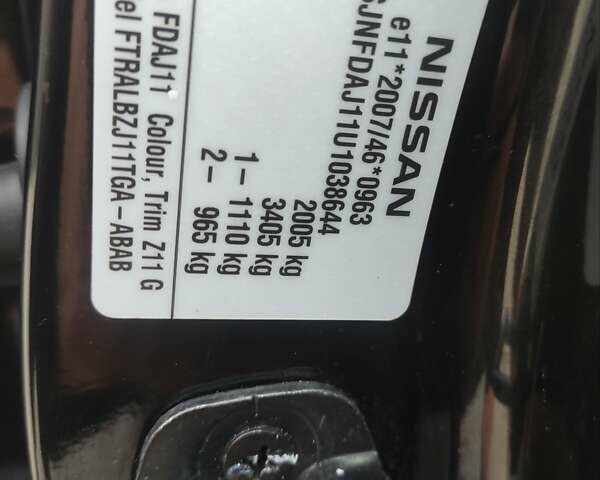 NISSAN
e11*2007/46*0963
SJNFDAJ11U1038644
2005 kg
3405 kg
1– 1110 kg
2– 965 kg
FDAJ11 Colour, Trim Z11 G
el FTRALBZJ11TGA–ABAB